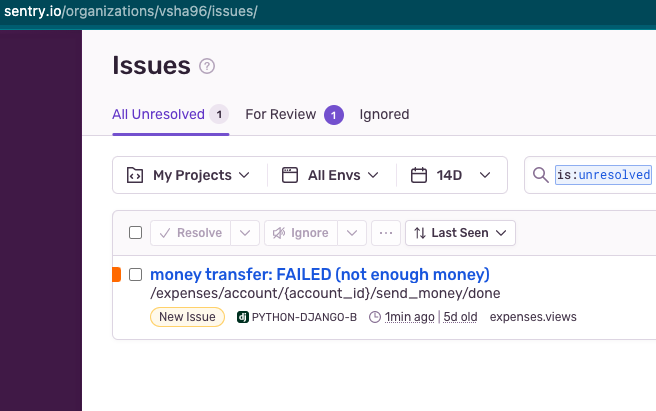 sentry.io/organizations/vsha96/issues/
Issues ?
All Unresolved 1 For Review 1 Ignored
My Projects All Envs 14D is:unresolved
Resolve Ignore ... Last Seen
money transfer: FAILED (not enough money)
/expenses/account/{account_id}/send_money/done
New Issue dj PYTHON-DJANGO-B 1min ago | 5d old expenses.views